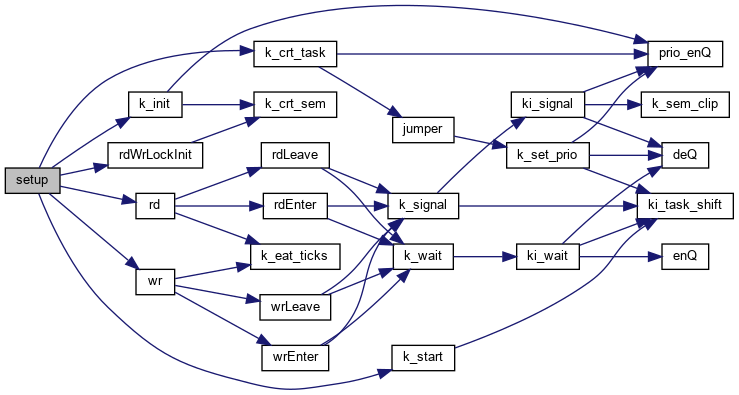 setup
k_crt_task
k_init
rdWrLockInit
rd
wr
k_crt_sem
rdLeave
rdEnter
k_eat_ticks
wrLeave
wrEnter
jumper
k_signal
k_wait
k_start
ki_signal
k_set_prio
ki_wait
prio_enQ
k_sem_clip
deQ
ki_task_shift
enQ